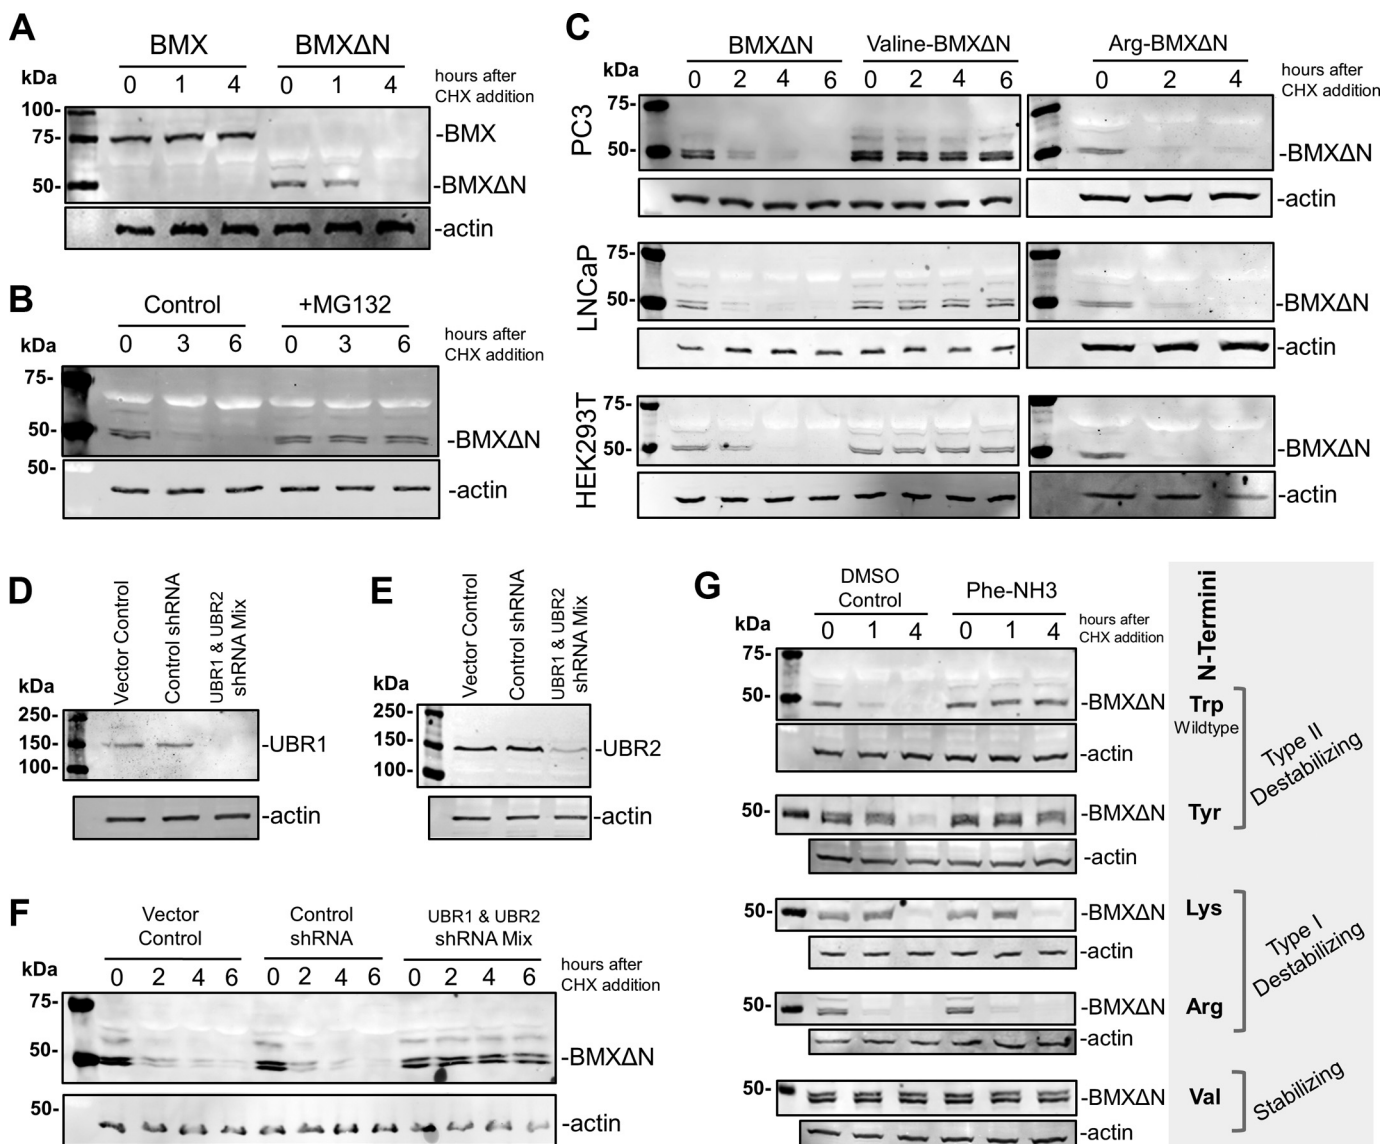 A
BMX BMXΔN
kDa 0 1 4 0 1 4 hours after
CHX addition
100-
75- -BMX
50- -BMXΔN
-actin
B
Control +MG132
kDa 0 3 6 0 3 6 hours after
CHX addition
75-
50- -BMXΔN
50-
-actin
C
BMXΔN Valine-BMXΔN Arg-BMXΔN
kDa 0 2 4 6 0 2 4 6 0 2 4 hours after
CHX addition
PC3
75-
50- -BMXΔN
-actin
LNCaP
75-
50- -BMXΔN
-actin
HEK293T
75-
50- -BMXΔN
-actin
D
Vector Control
Control shRNA
UBR1 & UBR2
shRNA Mix
kDa
250-
150- -UBR1
100-
-actin
E
Vector Control
Control shRNA
UBR1 & UBR2
shRNA Mix
kDa
250-
150- -UBR2
100-
-actin
F
Vector
Control
Control
shRNA
UBR1 & UBR2
shRNA Mix
kDa 0 2 4 6 0 2 4 6 0 2 4 6 hours after
CHX addition
75-
50- -BMXΔN
50-
-actin
G
DMSO
Control
Phe-NH3
kDa 0 1 4 0 1 4 hours after
CHX addition
N-Termini
75-
50- -BMXΔN Trp
Wildtype
-actin
Type II
Destabilizing
50- -BMXΔN Tyr
-actin
50- -BMXΔN Lys
-actin
Type I
Destabilizing
50- -BMXΔN Arg
-actin
50- -BMXΔN Val Stabilizing
-actin